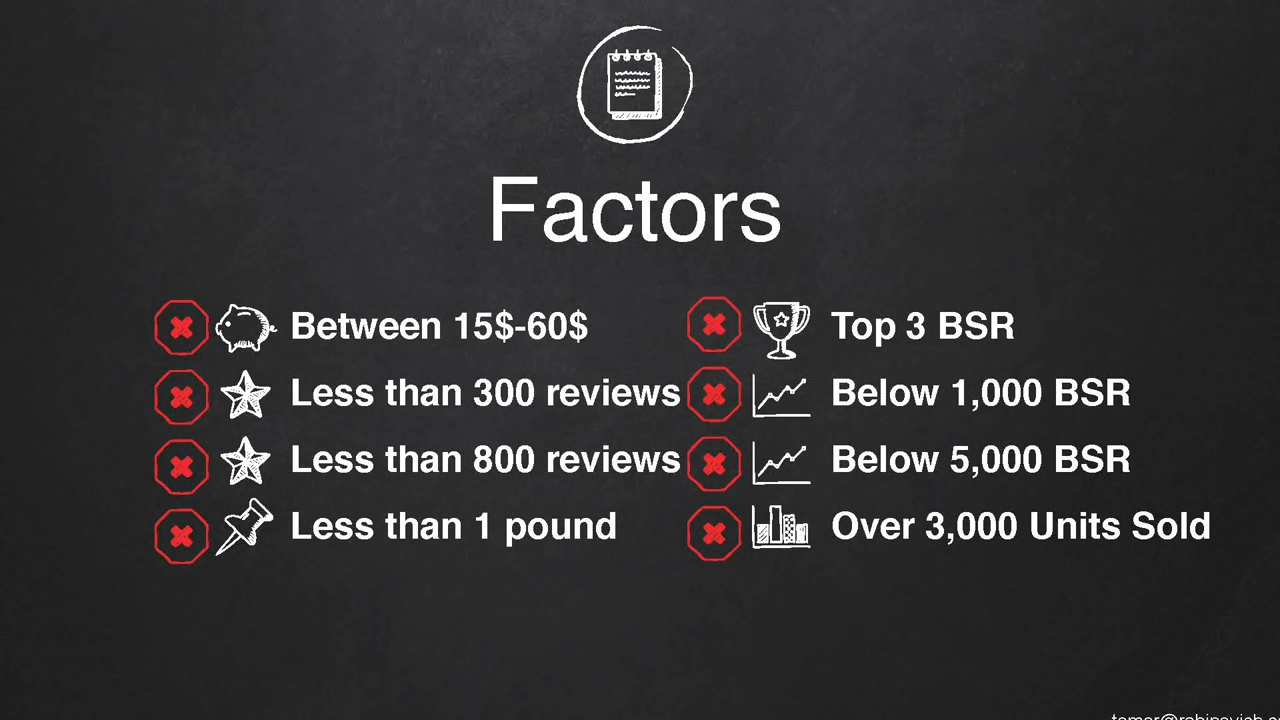 Factors
Between 15$-60$
Less than 300 reviews
Less than 800 reviews
Less than 1 pound
Top 3 BSR
Below 1,000 BSR
Below 5,000 BSR
Over 3,000 Units Sold